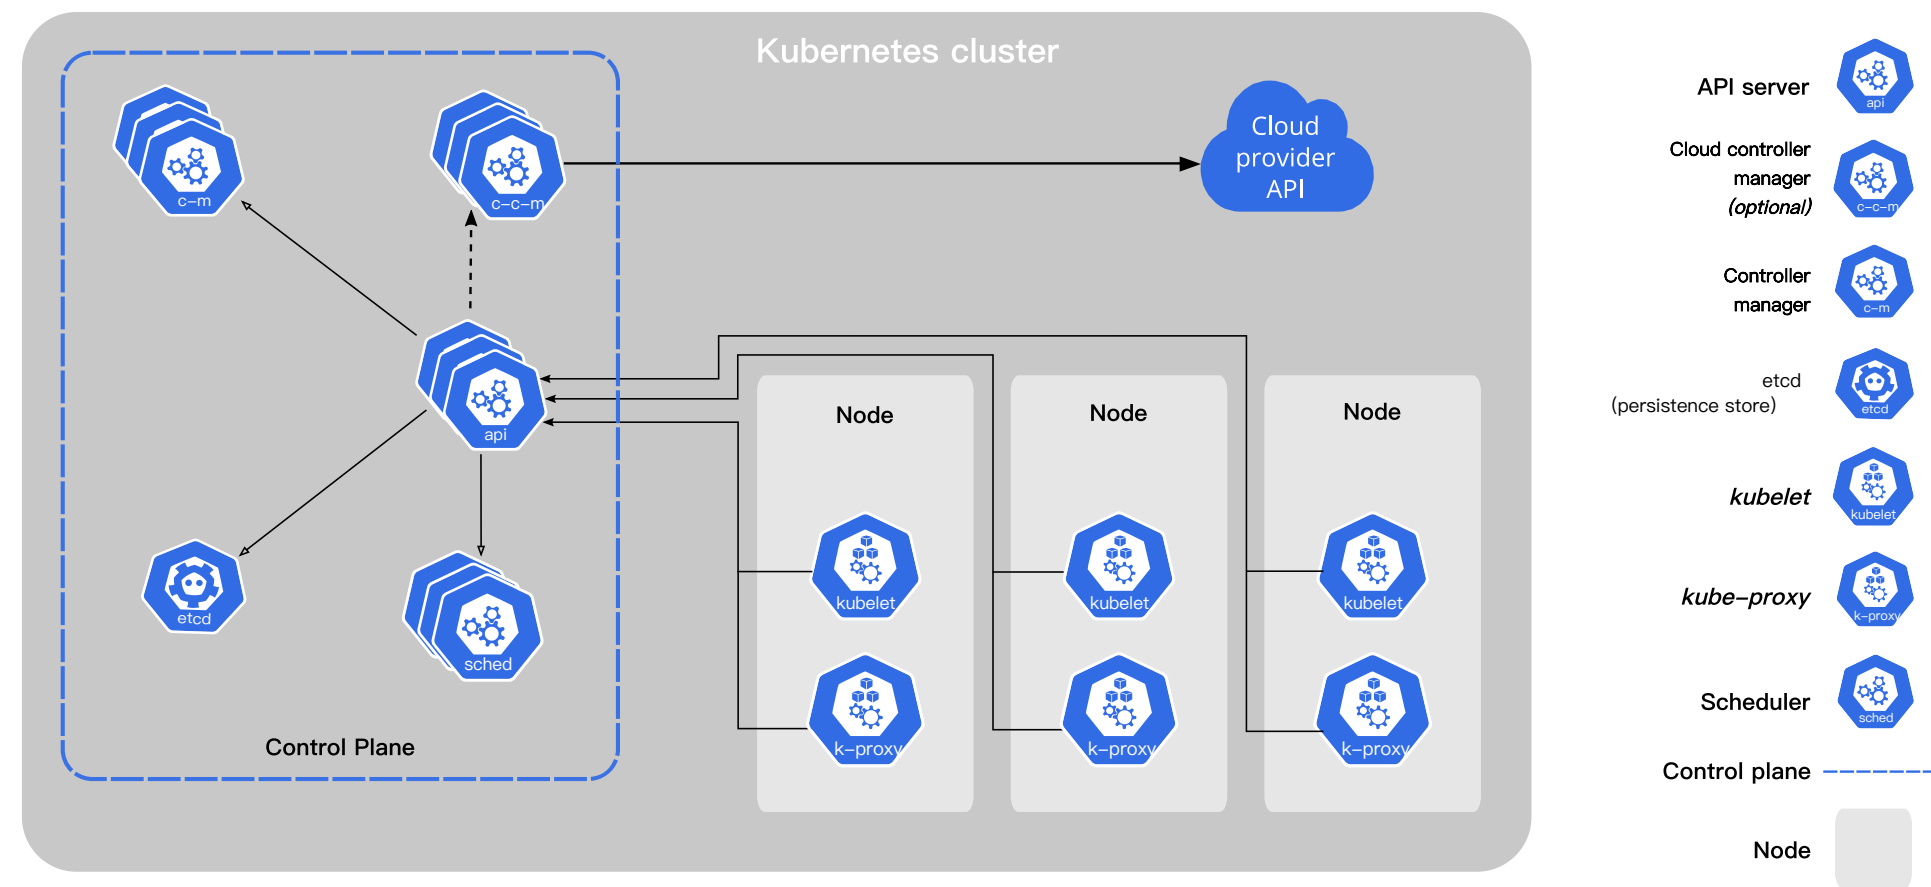 Kubernetes cluster
c-m
c-c-m
Cloud
provider
API
api
etcd
sched
Control Plane
Node
kubelet
k-proxy
Node
kubelet
k-proxy
Node
kubelet
k-proxy
API server
api
Cloud controller
manager
(optional)
c-c-m
Controller
manager
c-m
etcd
(persistence store)
etcd
kubelet
kubelet
kube-proxy
k-proxy
Scheduler
sched
Control plane
Node